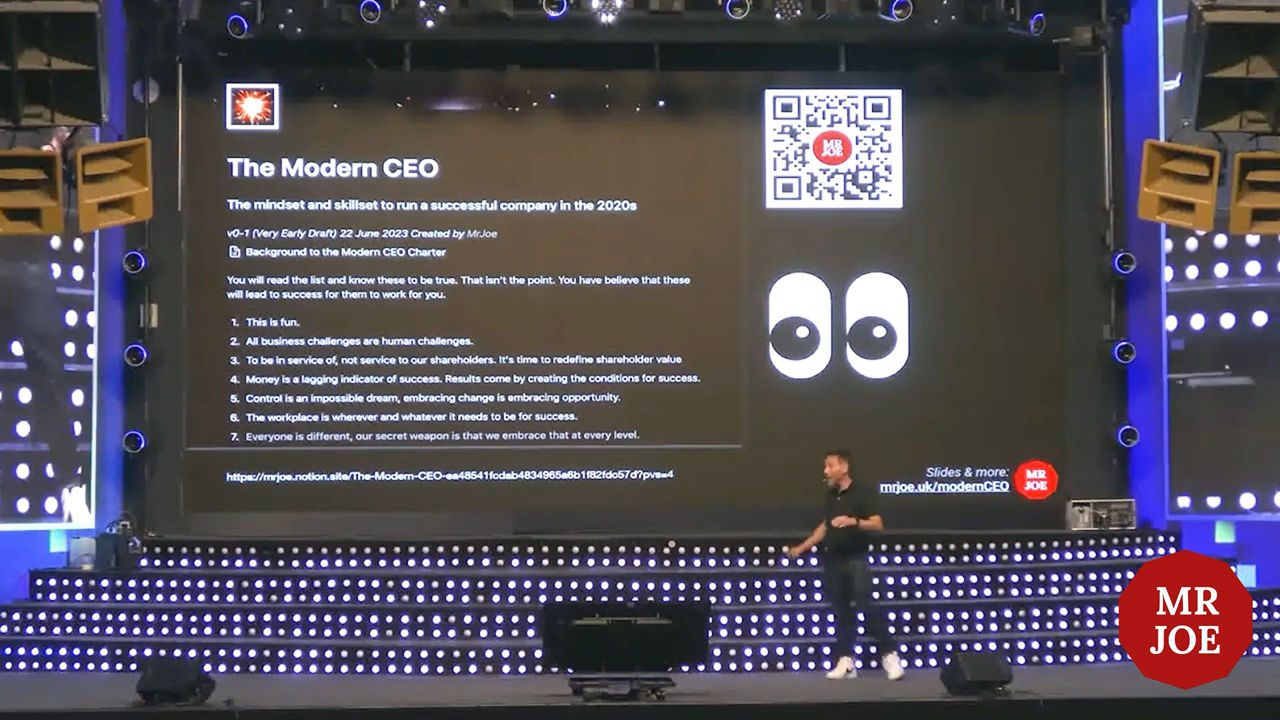 The Modern CEO
The mindset and skillset to run a successful company in the 2020s
v0-1 (Very Early Draft) 22 June 2023 Created by MrJoe
Background to the Modern CEO Charter
You will read the list and know these to be true. That isn't the point. You have believe that these
will lead to success for them to work for you.
1. This is fun.
2. All business challenges are human challenges.
3. To be in service of, not service to our shareholders. It's time to redefine shareholder value
4. Money is a lagging indicator of success. Results come by creating the conditions for success.
5. Control is an impossible dream, embracing change is embracing opportunity.
6. The workplace is wherever and whatever it needs to be for success.
7. Everyone is different, our secret weapon is that we embrace that at every level.
MR
JOE
Slides & more:
mrjoe.uk/modernCEO
MR
JOE
MR
JOE